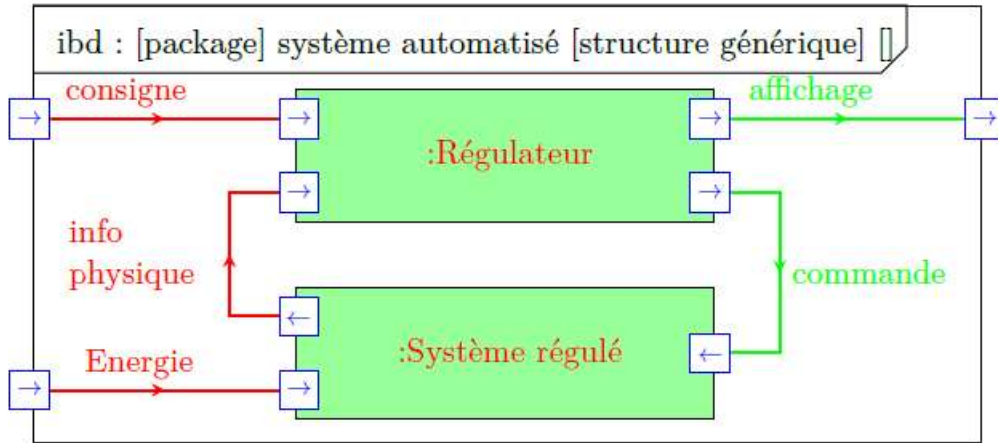 ibd : [package] système automatisé [structure générique] []
consigne
affichage
:Régulateur
info
physique
commande
:Système régulé
Energie